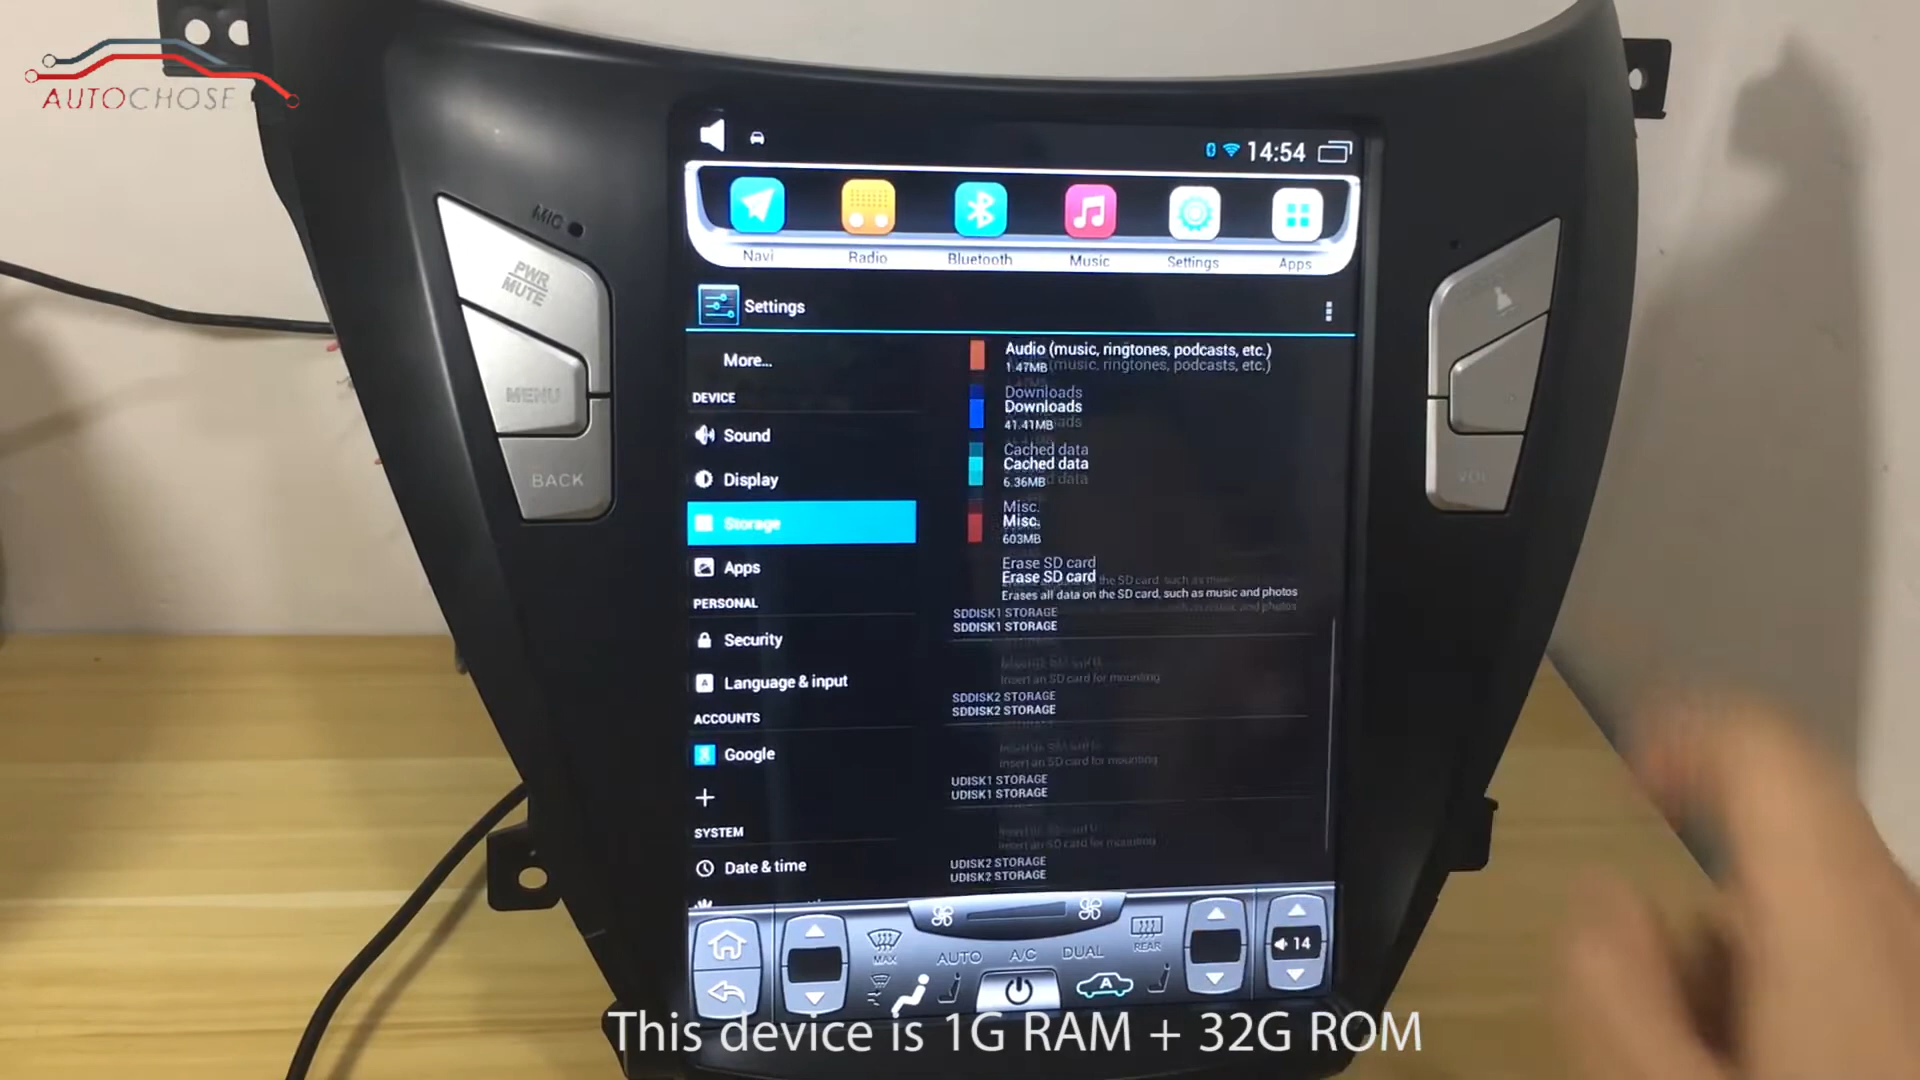 AUTOCHOSE
14:54
MIC
PWR
MUTE
MENU
BACK
VOL
Navi
Radio
Bluetooth
Music
Settings
Apps
Settings
More...
DEVICE
Sound
Display
Storage
Apps
PERSONAL
Security
Language & input
ACCOUNTS
Google
SYSTEM
Date & time
Audio (music, ringtones, podcasts, etc.)
1.47MB
Downloads
41.41MB
Cached data
6.36MB
Misc.
603MB
Erase SD card
Erases all data on the SD card, such as music and photos
SDDISK1 STORAGE
Insert an SD card for mounting
SDDISK2 STORAGE
Insert an SD card for mounting
UDISK1 STORAGE
Insert an SD card for mounting
UDISK2 STORAGE
MAX
AUTO
A/C
DUAL
REAR
A
14
This device is 1G RAM + 32G ROM